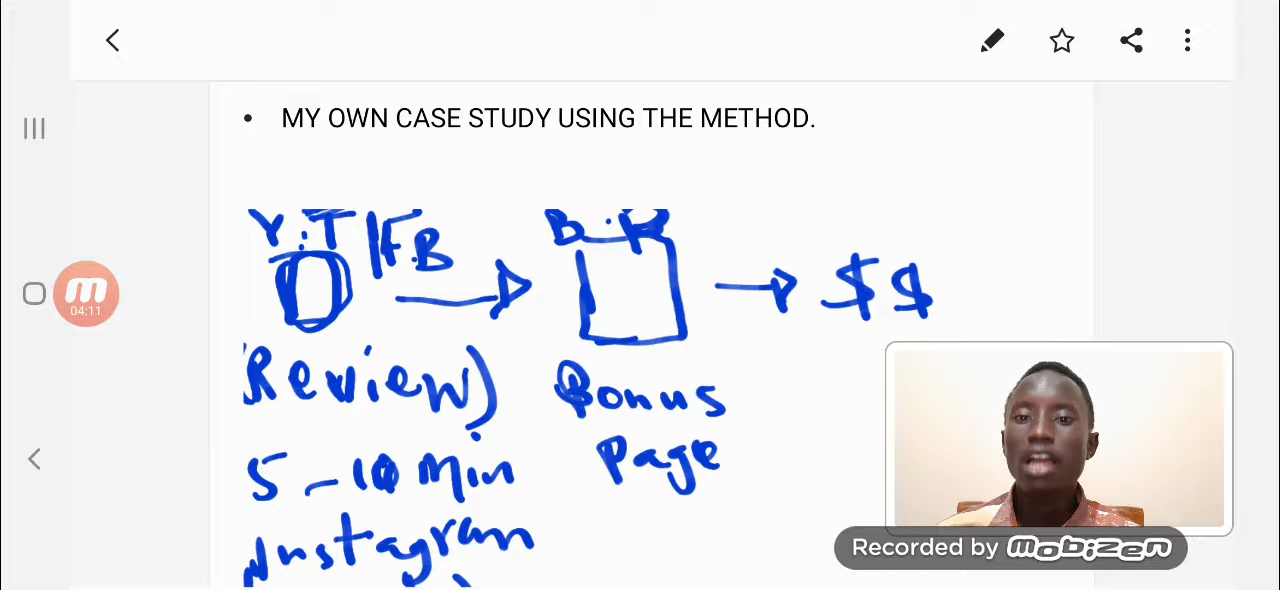 MY OWN CASE STUDY USING THE METHOD.
Y.T | F.B
B.P
$ $
(Review)
Bonus
Page
5 - 10 Min
Instagram
04:11
Recorded by mobizen